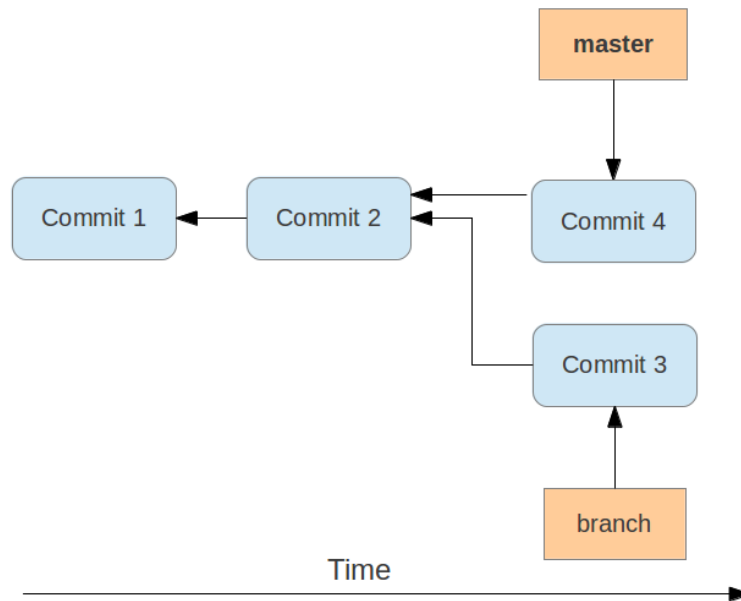 master
Commit 1
Commit 2
Commit 4
Commit 3
branch
Time